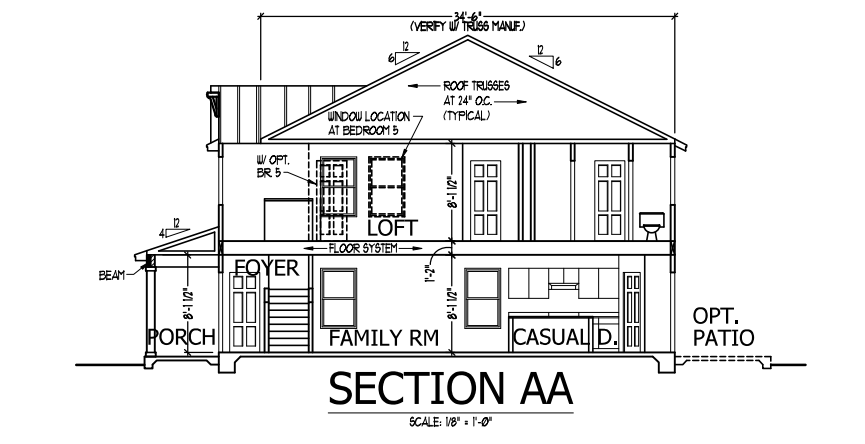 34'-6"
(VERIFY W/ TRUSS MANUF.)
12
6
12
6
ROOF TRUSSES
AT 24" O.C.
(TYPICAL)
WINDOW LOCATION
AT BEDROOM 5
W/ OPT.
BR. 5
8'-1 1/2"
LOFT
12
4
FLOOR SYSTEM
1'-2"
BEAM
FOYER
8'-1 1/2"
8'-1 1/2"
PORCH
FAMILY RM
CASUAL D.
OPT.
PATIO
SECTION AA
SCALE: 1/8" = 1'-0"